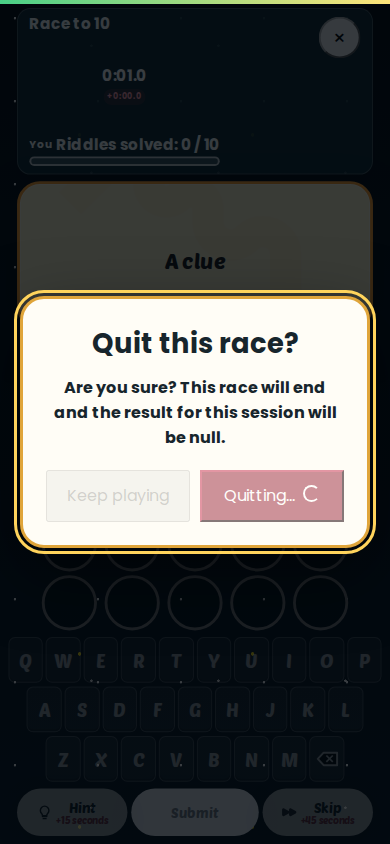 Race to 10
×
0:01.0
+0:00.0
You Riddles solved: 0 / 10
A clue
Quit this race?
Are you sure? This race will end
and the result for this session will
be null.
Keep playing
Quitting...
Q W E R T Y U I O P
A S D F G H J K L
Z X C V B N M
Hint
+15 seconds
Submit
Skip
+45 seconds